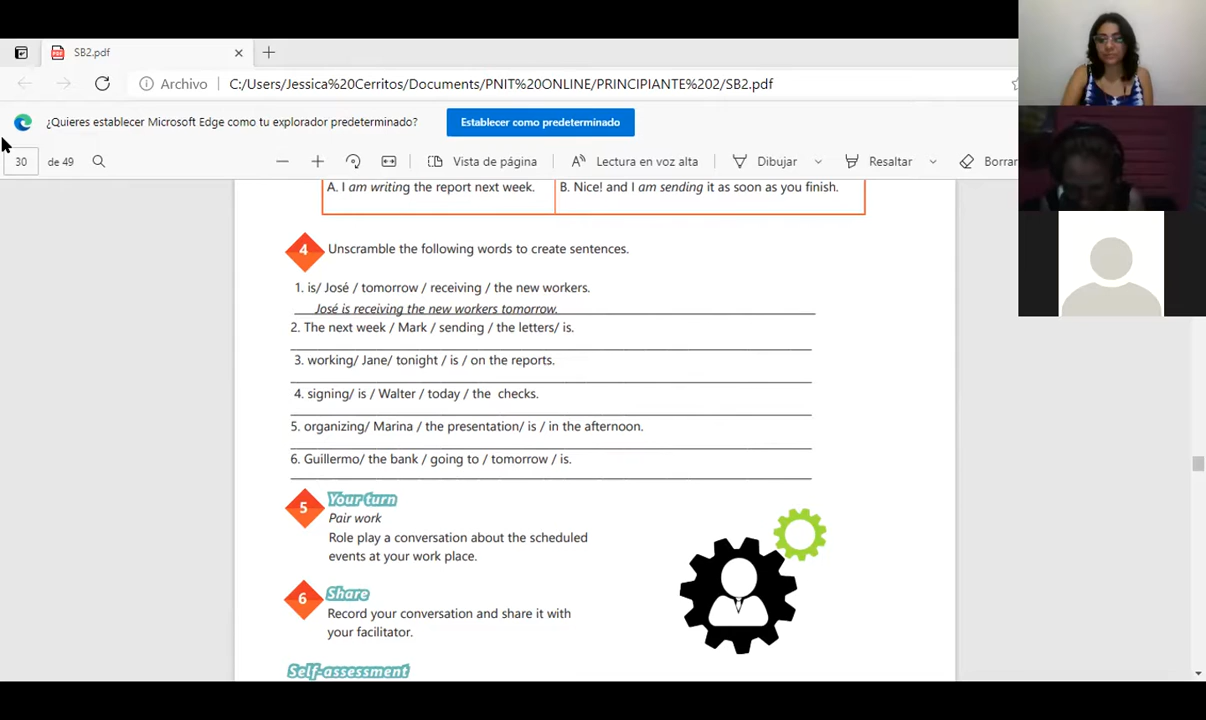 SB2.pdf
Archivo
C:/Users/Jessica%20Cerritos/Documents/PNIT%20ONLINE/PRINCIPIANTE%202/SB2.pdf
¿Quieres establecer Microsoft Edge como tu explorador predeterminado?
Establecer como predeterminado
30 de 49
Vista de página
Lectura en voz alta
Dibujar
Resaltar
Borrar
A. I am writing the report next week.
B. Nice! and I am sending it as soon as you finish.
4 Unscramble the following words to create sentences.
1. is/ José / tomorrow / receiving / the new workers.
José is receiving the new workers tomorrow.
2. The next week / Mark / sending / the letters/ is.
3. working/ Jane/ tonight / is / on the reports.
4. signing/ is / Walter / today / the checks.
5. organizing/ Marina / the presentation/ is / in the afternoon.
6. Guillermo/ the bank / going to / tomorrow / is.
5 Your turn
Pair work
Role play a conversation about the scheduled
events at your work place.
6 Share
Record your conversation and share it with
your facilitator.
Self-assessment